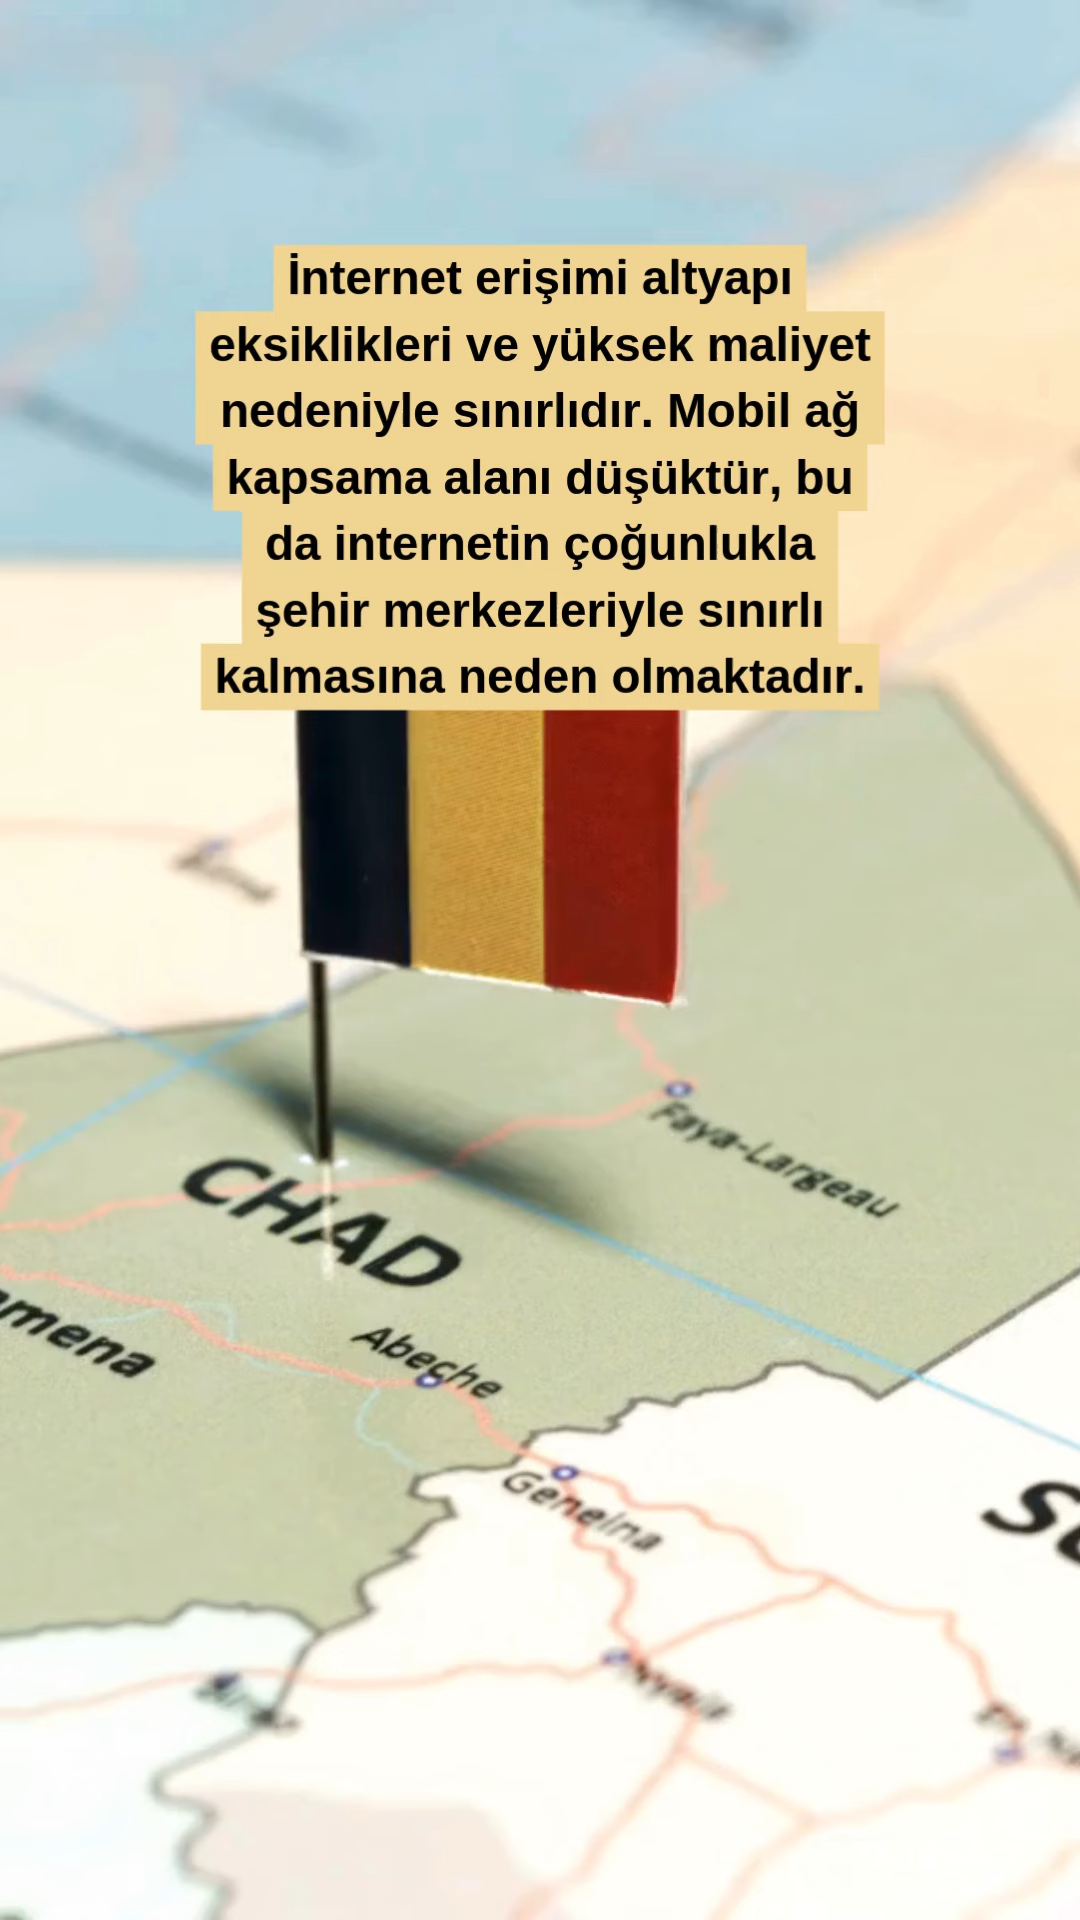 İnternet erişimi altyapı
eksiklikleri ve yüksek maliyet
nedeniyle sınırlıdır. Mobil ağ
kapsama alanı düşüktür, bu
da internetin çoğunlukla
şehir merkezleriyle sınırlı
kalmasına neden olmaktadır.
Faya-Largeau
CHAD
Abeche
Geneina